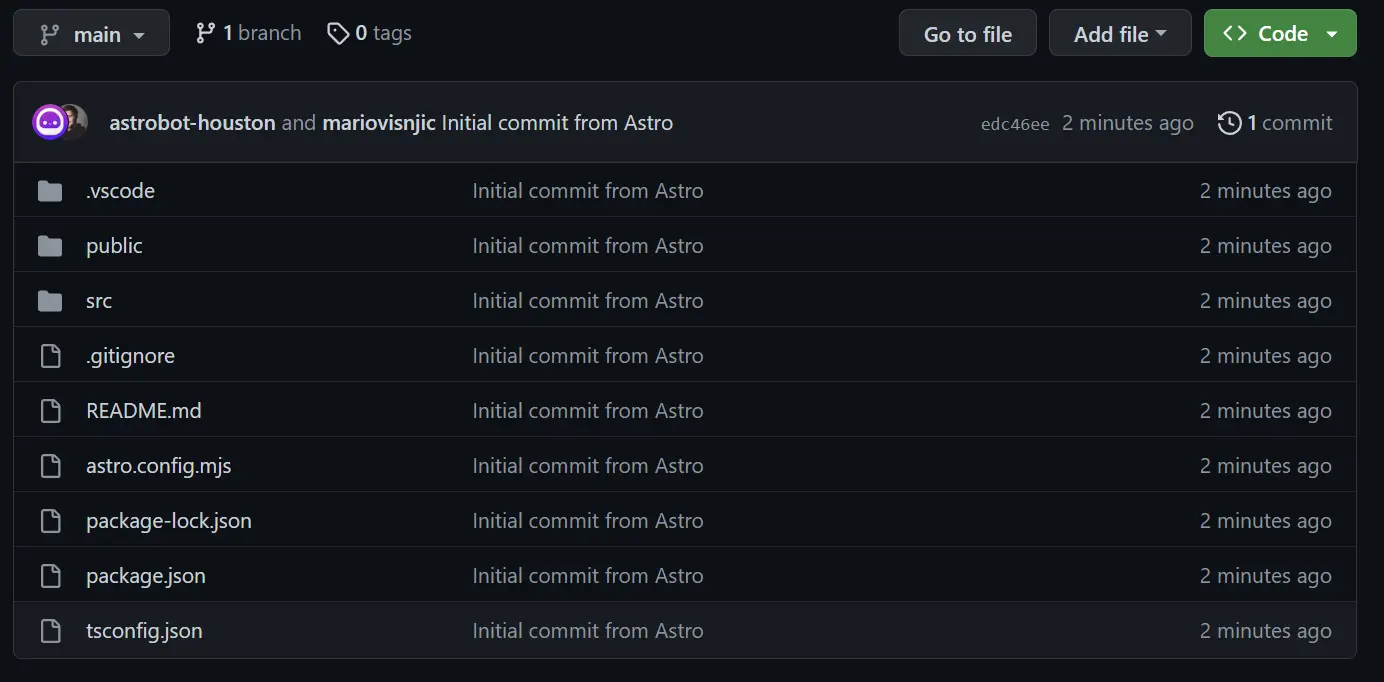 main 1 branch 0 tags Go to file Add file Code
astrobot-houston and mariovisnjic Initial commit from Astro edc46ee 2 minutes ago 1 commit
.vscode Initial commit from Astro 2 minutes ago
public Initial commit from Astro 2 minutes ago
src Initial commit from Astro 2 minutes ago
.gitignore Initial commit from Astro 2 minutes ago
README.md Initial commit from Astro 2 minutes ago
astro.config.mjs Initial commit from Astro 2 minutes ago
package-lock.json Initial commit from Astro 2 minutes ago
package.json Initial commit from Astro 2 minutes ago
tsconfig.json Initial commit from Astro 2 minutes ago